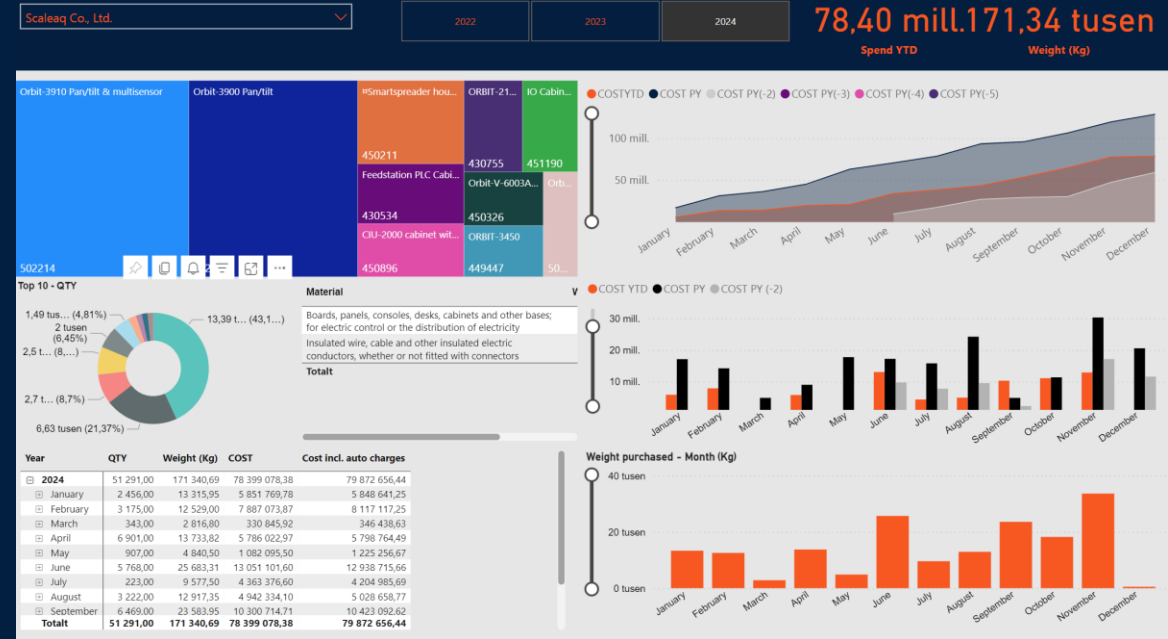 Scaleaq Co., Ltd.
2022
2023
2024
78,40 mill.
Spend YTD
171,34 tusen
Weight (Kg)
Orbit-3910 Pan/tilt & multisensor
502214
Orbit-3900 Pan/tilt
¤Smartspreader hou...
450211
Feedstation PLC Cabi...
430534
CIU-2000 cabinet wit...
450896
ORBIT-21...
430755
IO Cabin...
451190
Orbit-V-6003A...
450326
ORBIT-3450
449447
Orb...
50...
COSTYTD COST PY COST PY(-2) COST PY(-3) COST PY(-4) COST PY(-5)
100 mill.
50 mill.
January February March April May June July August September October November December
Top 10 - QTY
1,49 tus... (4,81%)
2 tusen
(6,45%)
2,5 t... (8,...)
2,7 t... (8,7%)
6,63 tusen (21,37%)
13,39 t... (43,1...)
Material
Boards, panels, consoles, desks, cabinets and other bases;
for electric control or the distribution of electricity
Insulated wire, cable and other insulated electric
conductors, whether or not fitted with connectors
Totalt
COST YTD COST PY COST PY (-2)
30 mill.
20 mill.
10 mill.
January February March April May June July August September October November December
Year QTY Weight (Kg) COST Cost incl. auto charges
2024 51 291,00 171 340,69 78 399 078,38 79 872 656,44
January 2 456,00 13 315,95 5 851 769,78 5 848 641,25
February 3 175,00 12 529,00 7 887 073,87 8 117 117,25
March 343,00 2 816,80 330 845,92 346 438,63
April 6 901,00 13 733,82 5 786 022,97 5 798 764,49
May 907,00 4 840,50 1 082 095,50 1 225 256,67
June 5 768,00 25 683,31 13 051 101,60 12 938 715,66
July 223,00 9 577,50 4 363 376,60 4 204 985,69
August 3 222,00 12 917,35 4 942 334,10 5 028 658,77
September 6 469,00 23 583,95 10 300 714,71 10 423 092,62
Totalt 51 291,00 171 340,69 78 399 078,38 79 872 656,44
Weight purchased - Month (Kg)
40 tusen
20 tusen
0 tusen
January February March April May June July August September October November December